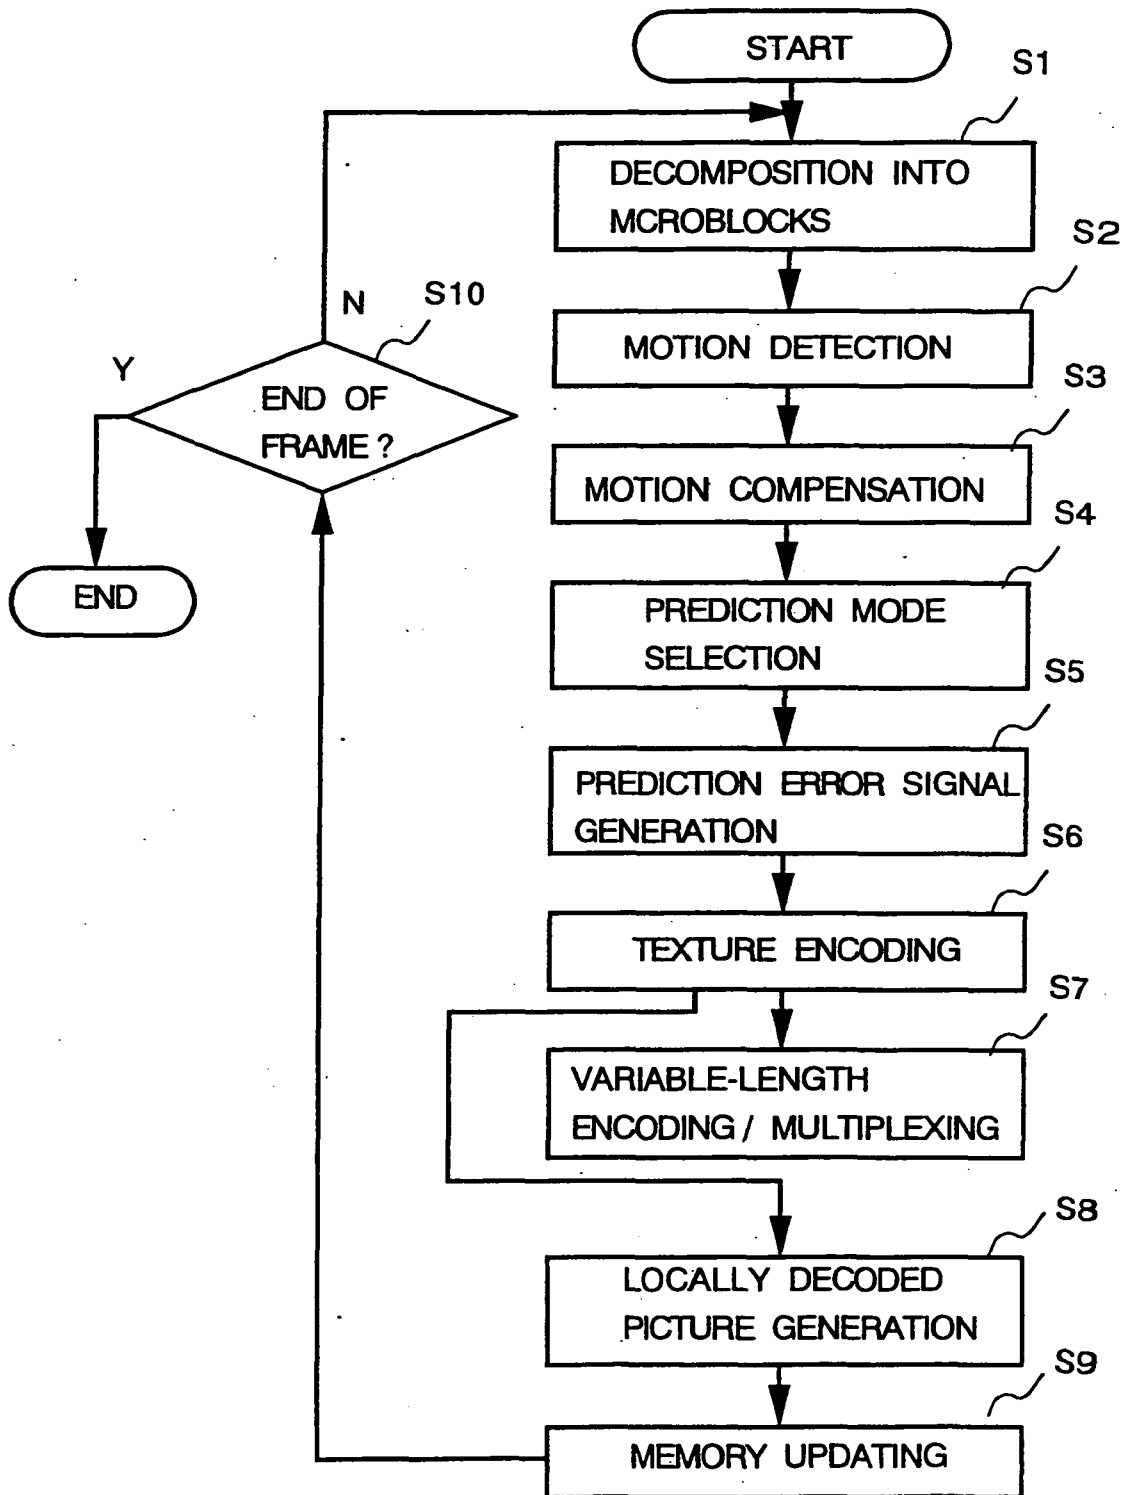 START
S1
DECOMPOSITION INTO
MCROBLOCKS
S2
MOTION DETECTION
S3
MOTION COMPENSATION
S4
PREDICTION MODE
SELECTION
S5
PREDICTION ERROR SIGNAL
GENERATION
S6
TEXTURE ENCODING
S7
VARIABLE-LENGTH
ENCODING / MULTIPLEXING
S8
LOCALLY DECODED
PICTURE GENERATION
S9
MEMORY UPDATING
S10
N
Y
END OF
FRAME ?
END